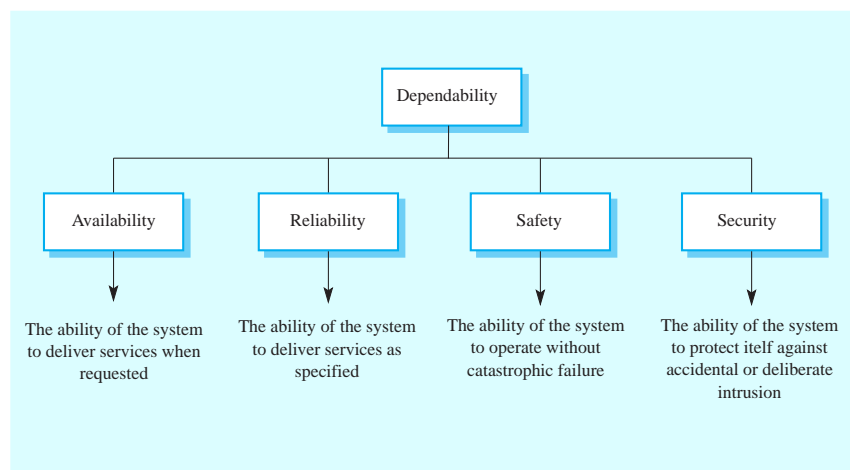 Dependability
Availability
Reliability
Safety
Security
The ability of the system
to deliver services when
requested
The ability of the system
to deliver services as
specified
The ability of the system
to operate without
catastrophic failure
The ability of the system
to protect itelf against
accidental or deliberate
intrusion